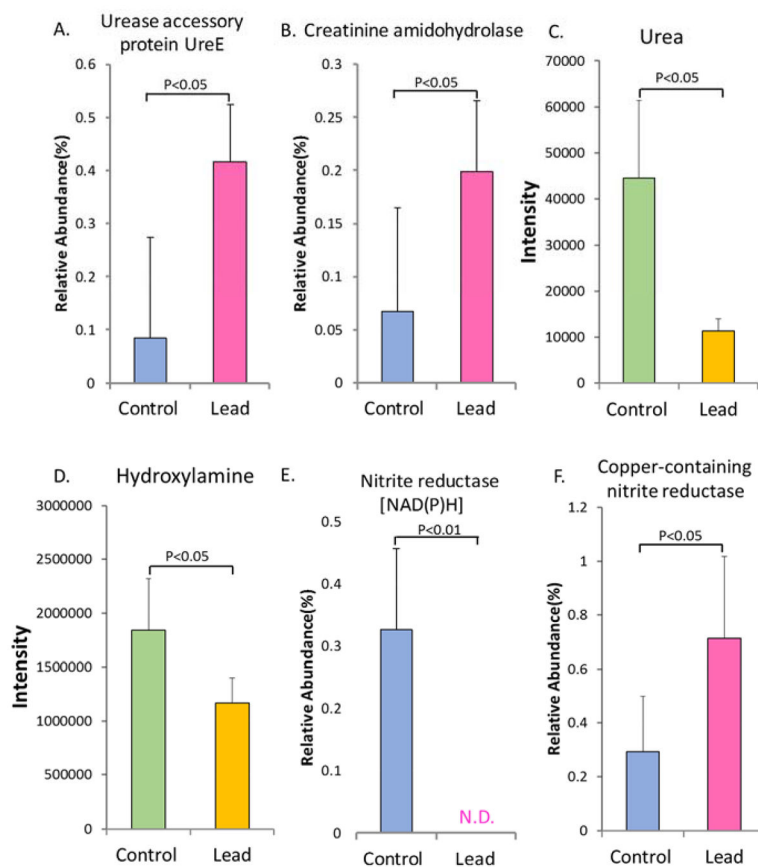 A.
Urease accessory
protein UreE
P<0.05
Relative Abundance(%)
0.6
0.5
0.4
0.3
0.2
0.1
0
Control
Lead
B.
Creatinine amidohydrolase
P<0.05
Relative Abundance(%)
0.3
0.25
0.2
0.15
0.1
0.05
0
Control
Lead
C.
Urea
P<0.05
Intensity
70000
60000
50000
40000
30000
20000
10000
0
Control
Lead
D.
Hydroxylamine
P<0.05
Intensity
3000000
2500000
2000000
1500000
1000000
500000
0
Control
Lead
E.
Nitrite reductase
[NAD(P)H]
P<0.01
Relative Abundance(%)
0.5
0.4
0.3
0.2
0.1
0
N.D.
Control
Lead
F.
Copper-containing
nitrite reductase
P<0.05
Relative Abundance(%)
1.2
1
0.8
0.6
0.4
0.2
0
Control
Lead